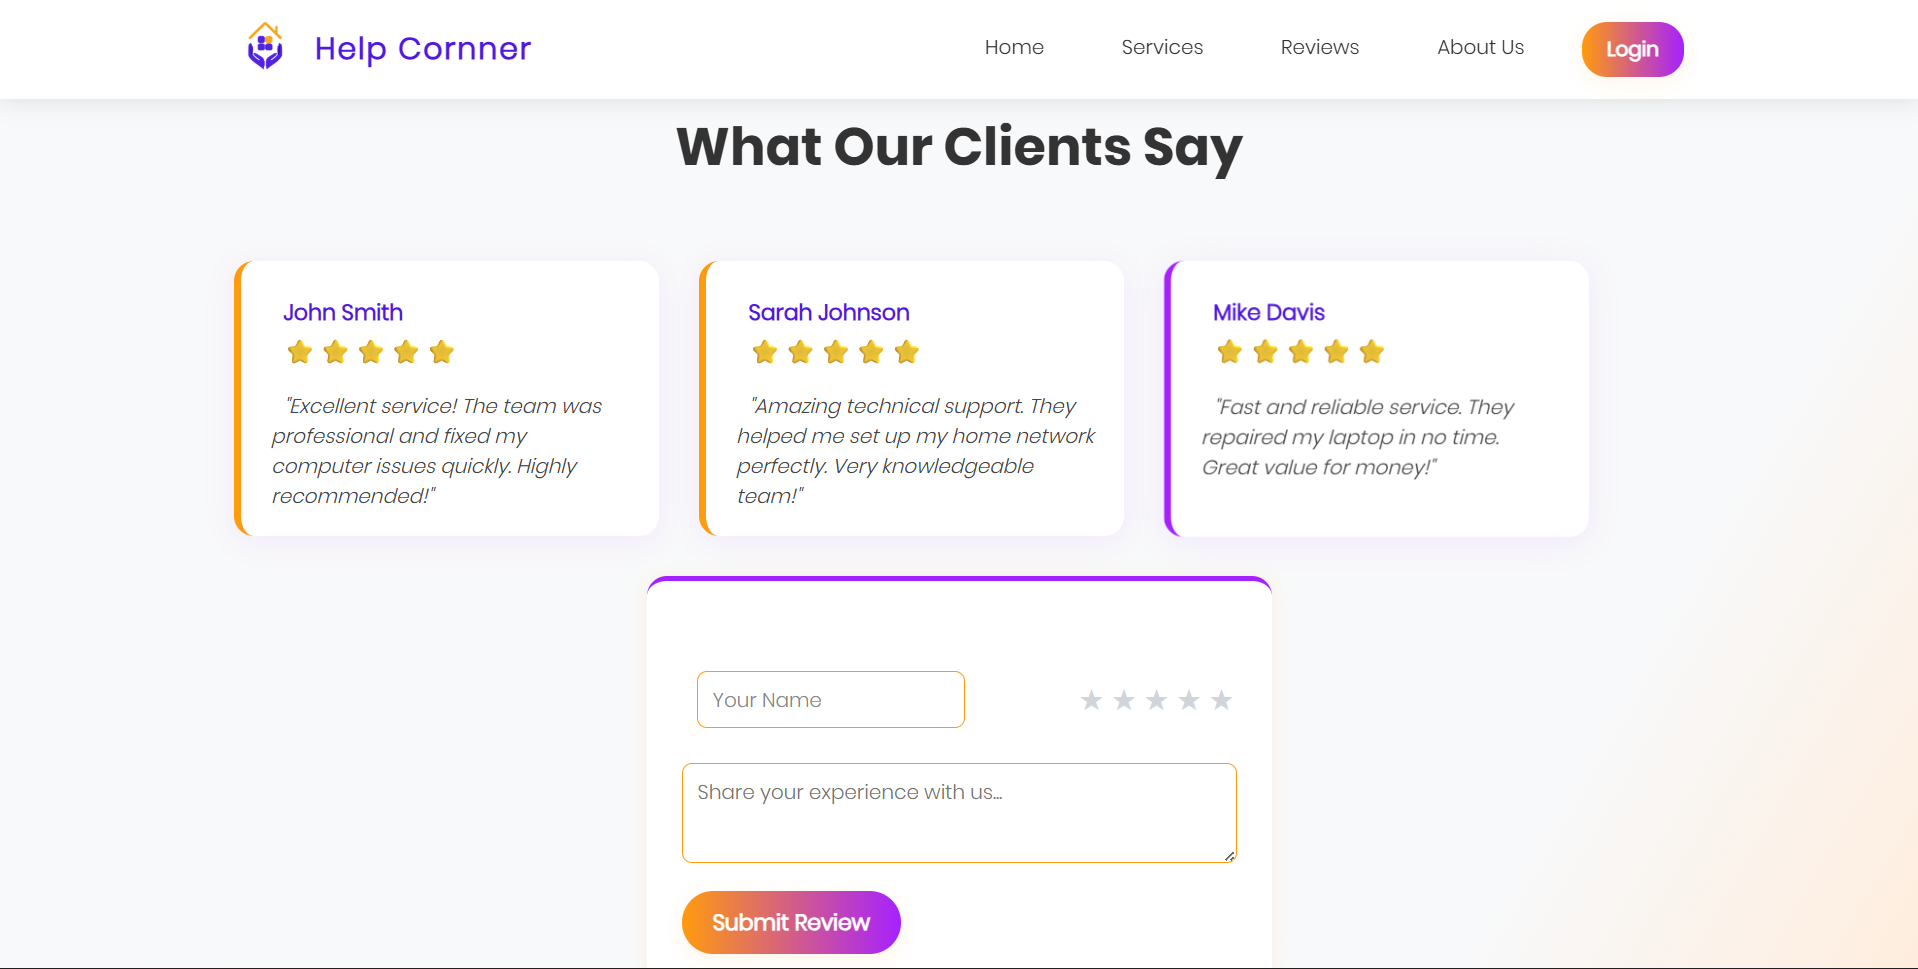 Help Cornner
Home
Services
Reviews
About Us
Login
What Our Clients Say
John Smith
"Excellent service! The team was
professional and fixed my
computer issues quickly. Highly
recommended!"
Sarah Johnson
"Amazing technical support. They
helped me set up my home network
perfectly. Very knowledgeable
team!"
Mike Davis
"Fast and reliable service. They
repaired my laptop in no time.
Great value for money!"
Your Name
Share your experience with us...
Submit Review